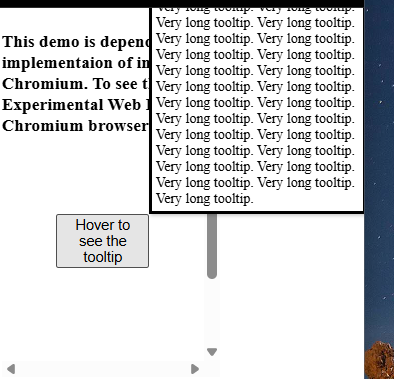 This demo is depen
implementaion of in
Chromium. To see t
Experimental Web
Chromium browser
Very long tooltip. Very long tooltip.
Very long tooltip. Very long tooltip.
Very long tooltip. Very long tooltip.
Very long tooltip. Very long tooltip.
Very long tooltip. Very long tooltip.
Very long tooltip. Very long tooltip.
Very long tooltip. Very long tooltip.
Very long tooltip. Very long tooltip.
Very long tooltip. Very long tooltip.
Very long tooltip. Very long tooltip.
Very long tooltip. Very long tooltip.
Very long tooltip. Very long tooltip.
Very long tooltip.
Hover to
see the
tooltip